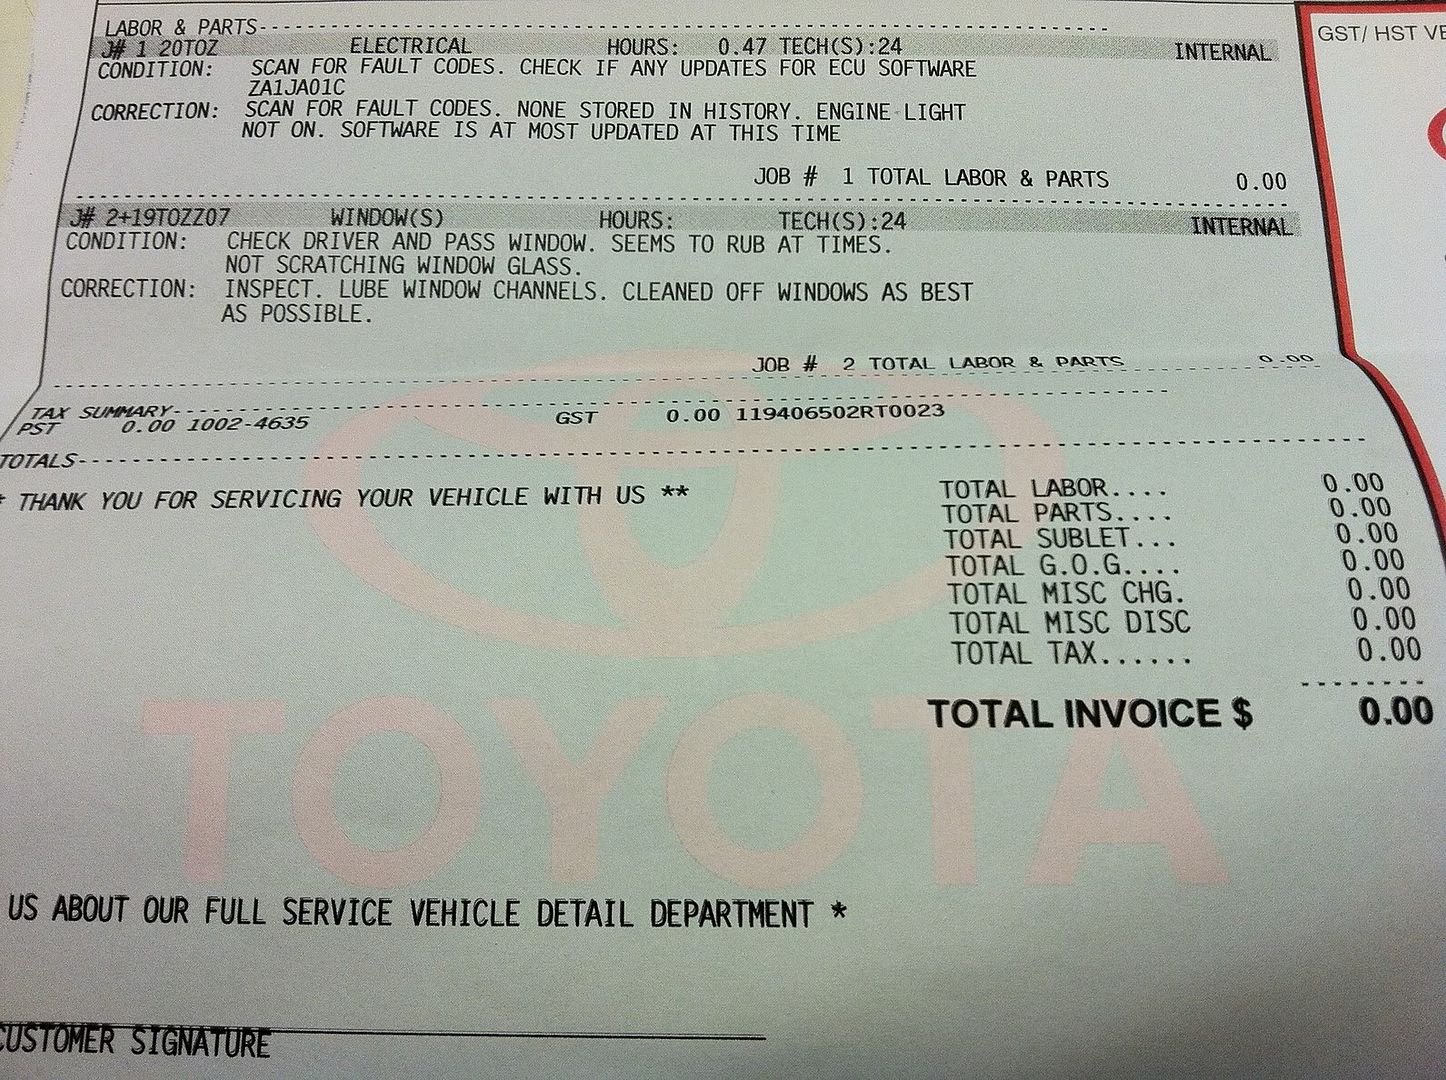 LABOR & PARTS
J# 1 20TOZ ELECTRICAL HOURS: 0.47 TECH(S):24 INTERNAL
CONDITION: SCAN FOR FAULT CODES. CHECK IF ANY UPDATES FOR ECU SOFTWARE
ZA1JA01C
CORRECTION: SCAN FOR FAULT CODES. NONE STORED IN HISTORY. ENGINE LIGHT
NOT ON. SOFTWARE IS AT MOST UPDATED AT THIS TIME
JOB # 1 TOTAL LABOR & PARTS 0.00
J# 2+19TOZZ07 WINDOW(S) HOURS: TECH(S):24 INTERNAL
CONDITION: CHECK DRIVER AND PASS WINDOW. SEEMS TO RUB AT TIMES.
NOT SCRATCHING WINDOW GLASS.
CORRECTION: INSPECT. LUBE WINDOW CHANNELS. CLEANED OFF WINDOWS AS BEST
AS POSSIBLE.
JOB # 2 TOTAL LABOR & PARTS 0.00
TAX SUMMARY
PST 0.00 1002-4635 GST 0.00 119406502RT0023
TOTALS
* THANK YOU FOR SERVICING YOUR VEHICLE WITH US **
TOTAL LABOR.... 0.00
TOTAL PARTS.... 0.00
TOTAL SUBLET... 0.00
TOTAL G.O.G.... 0.00
TOTAL MISC CHG. 0.00
TOTAL MISC DISC 0.00
TOTAL TAX...... 0.00
TOTAL INVOICE $ 0.00
TOYOTA
US ABOUT OUR FULL SERVICE VEHICLE DETAIL DEPARTMENT *
CUSTOMER SIGNATURE
GST/ HST VE